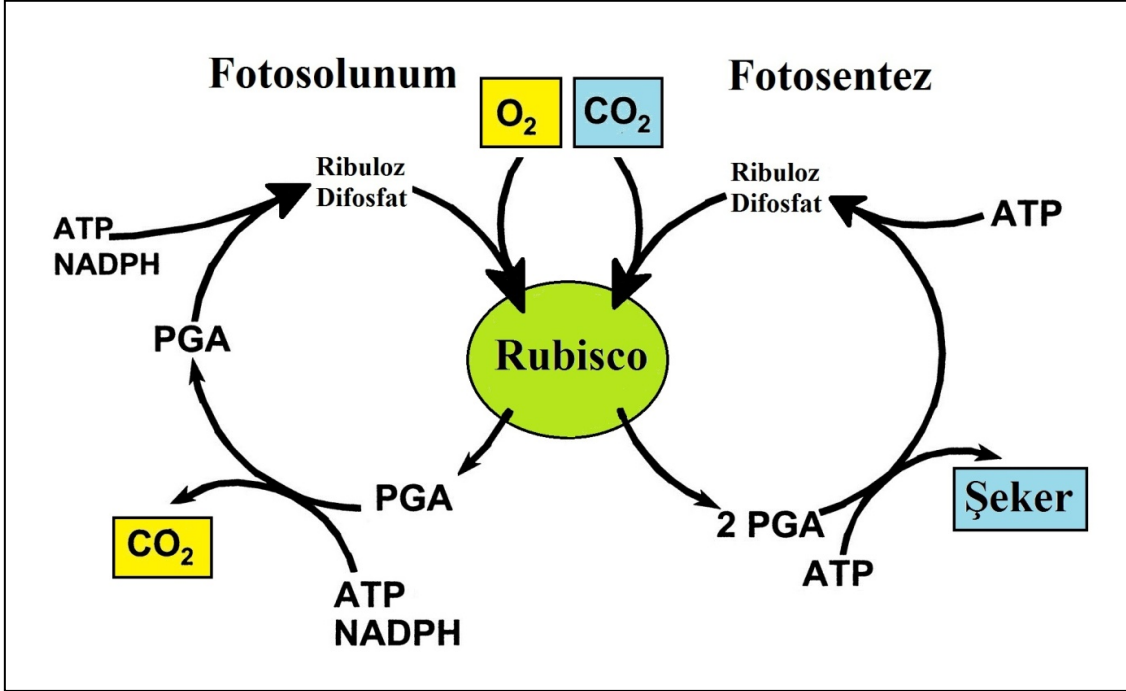 Fotosolunum
Fotosentez
O₂
CO₂
Ribuloz
Difosfat
Ribuloz
Difosfat
ATP
NADPH
ATP
PGA
Rubisco
PGA
2 PGA
Şeker
CO₂
ATP
NADPH
ATP